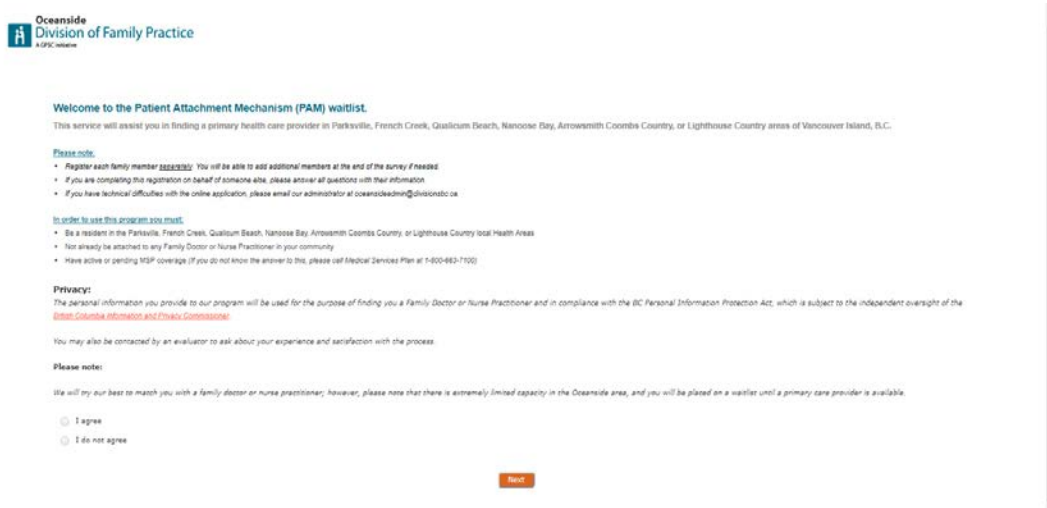 Oceanside
Division of Family Practice
A GPSC initiative
Welcome to the Patient Attachment Mechanism (PAM) waitlist.
This service will assist you in finding a primary health care provider in Parksville, French Creek, Qualicum Beach, Nanoose Bay, Arrowsmith Coombs Country, or Lighthouse Country areas of Vancouver Island, B.C.
Please note:
• Register each family member separately. You will be able to add additional members at the end of the survey if needed.
• If you are completing this registration on behalf of someone else, please answer all questions with their information.
• If you have technical difficulties with the online application, please email our administrator at oceansideadmin@divisionsbc.ca
In order to use this program you must:
• Be a resident in the Parksville, French Creek, Qualicum Beach, Nanoose Bay, Arrowsmith Coombs Country, or Lighthouse Country local Health Areas
• Not already be attached to any Family Doctor or Nurse Practitioner in your community
• Have active or pending MSP coverage (If you do not know the answer to this, please call Medical Services Plan at 1-800-663-7100)
Privacy:
The personal information you provide to our program will be used for the purpose of finding you a Family Doctor or Nurse Practitioner and in compliance with the BC Personal Information Protection Act, which is subject to the independent oversight of the
British Columbia Information and Privacy Commissioner.
You may also be contacted by an evaluator to ask about your experience and satisfaction with the process.
Please note:
We will try our best to match you with a family doctor or nurse practitioner; however, please note that there is extremely limited capacity in the Oceanside area, and you will be placed on a waitlist until a primary care provider is available.
I agree
I do not agree
Next